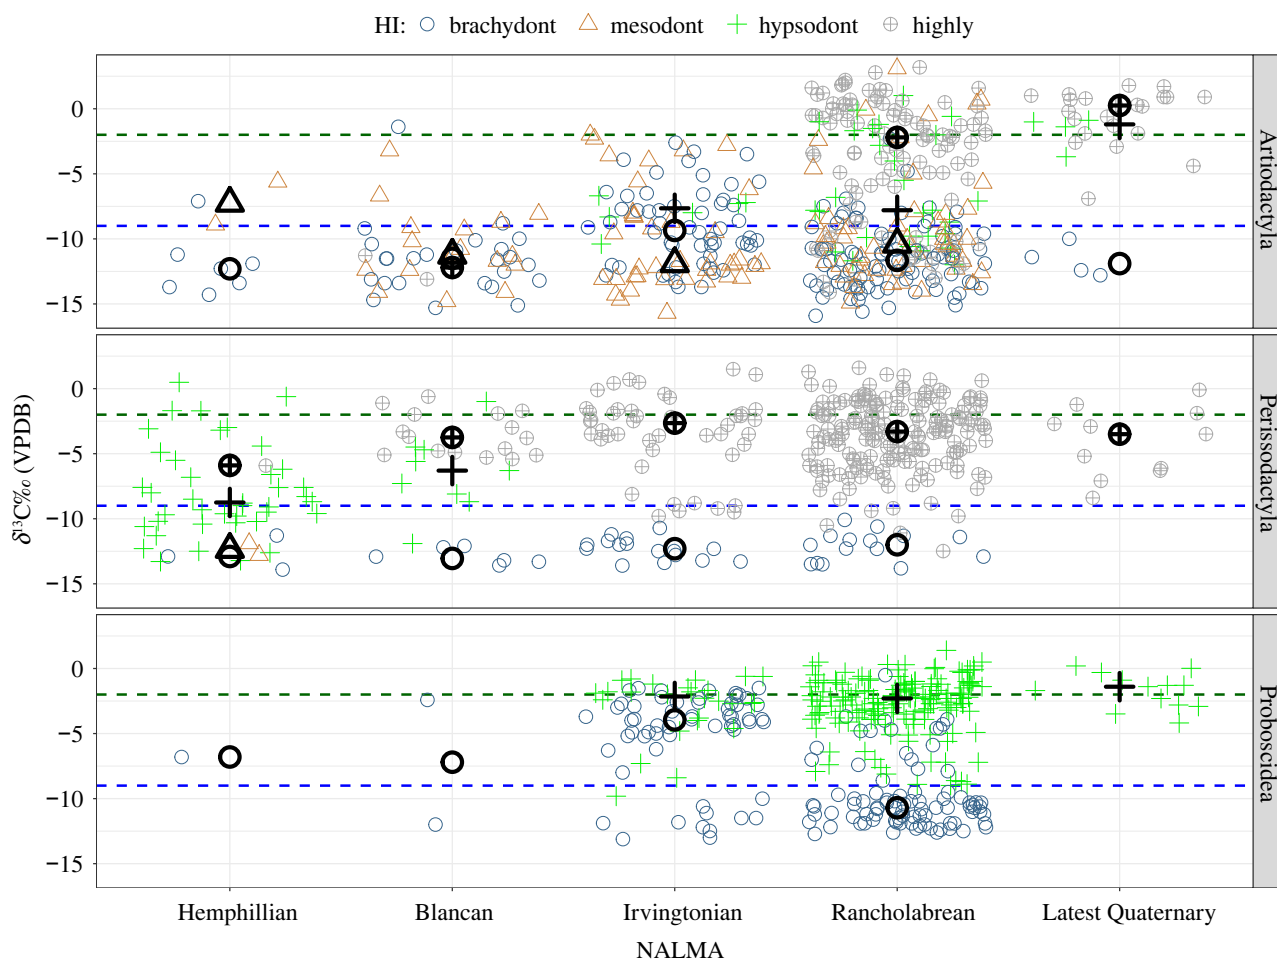 HI: brachydont mesodont hypsodont highly
0
−5
−10
−15
Artiodactyla
0
−5
−10
−15
Perissodactyla
0
−5
−10
−15
Proboscidea
δ¹³C‰ (VPDB)
Hemphillian Blancan Irvingtonian Rancholabrean Latest Quaternary
NALMA